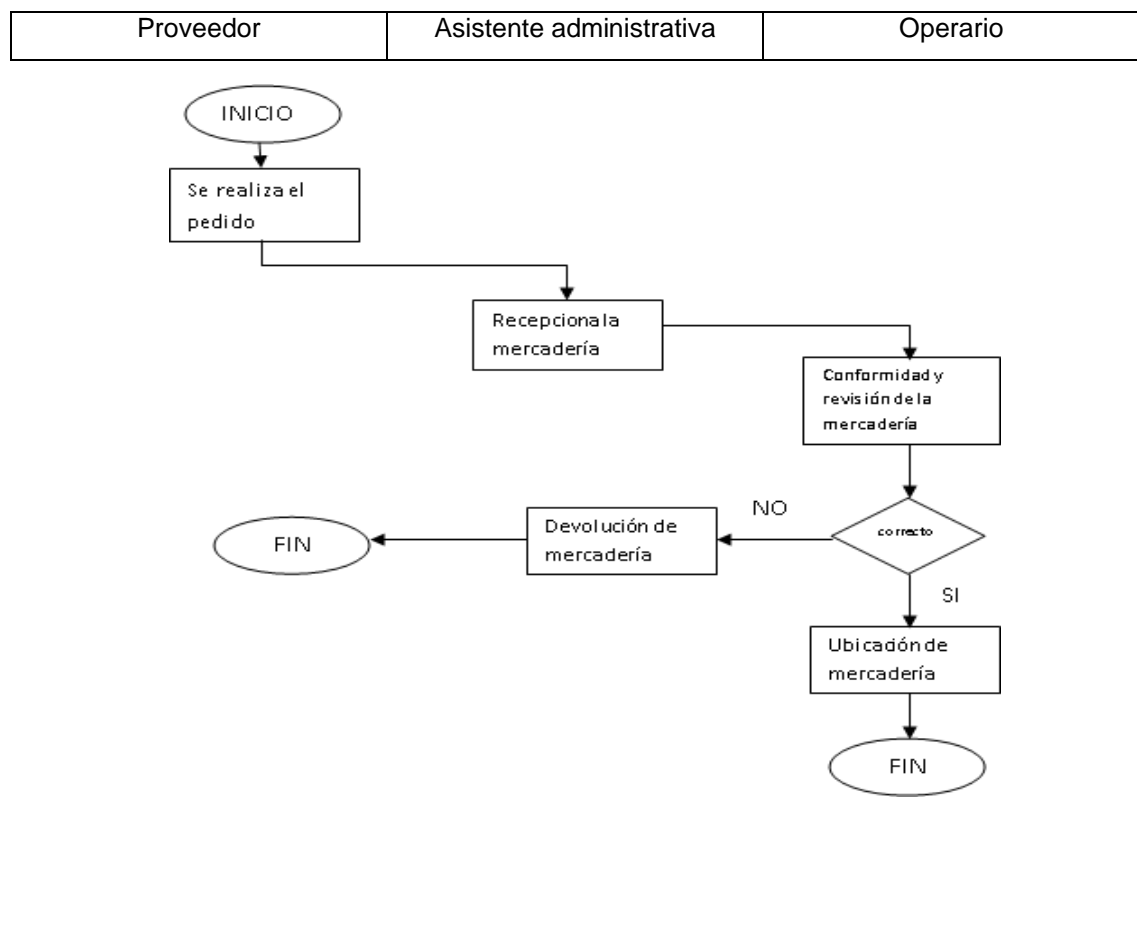 Proveedor
Asistente administrativa
Operario
INICIO
Se realiza el
pedido
Recepciona la
mercadería
Conformidad y
revisión de la
mercadería
NO
correcto
Devolución de
mercadería
FIN
SI
Ubicación de
mercadería
FIN